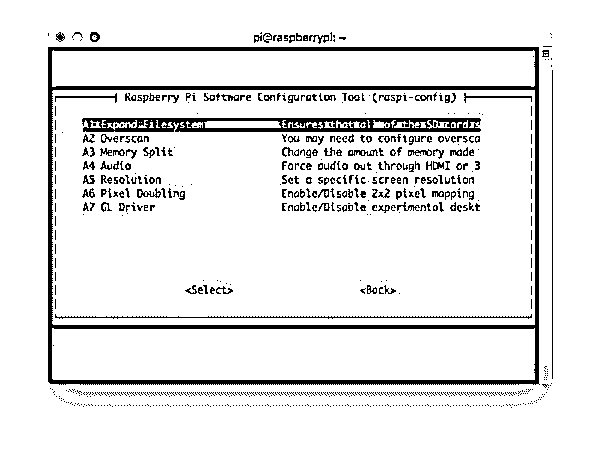 pi@raspberrypi: ~
Raspberry Pi Software Configuration Tool (raspi-config)
A1 Expand Filesystem Ensures that all of the SD card s
A2 Overscan You may need to configure oversca
A3 Memory Split Change the amount of memory made
A4 Audio Force audio out through HDMI or 3
A5 Resolution Set a specific screen resolution
A6 Pixel Doubling Enable/Disable 2x2 pixel mapping
A7 GL Driver Enable/Disable experimental deskt
<Select> <Back>